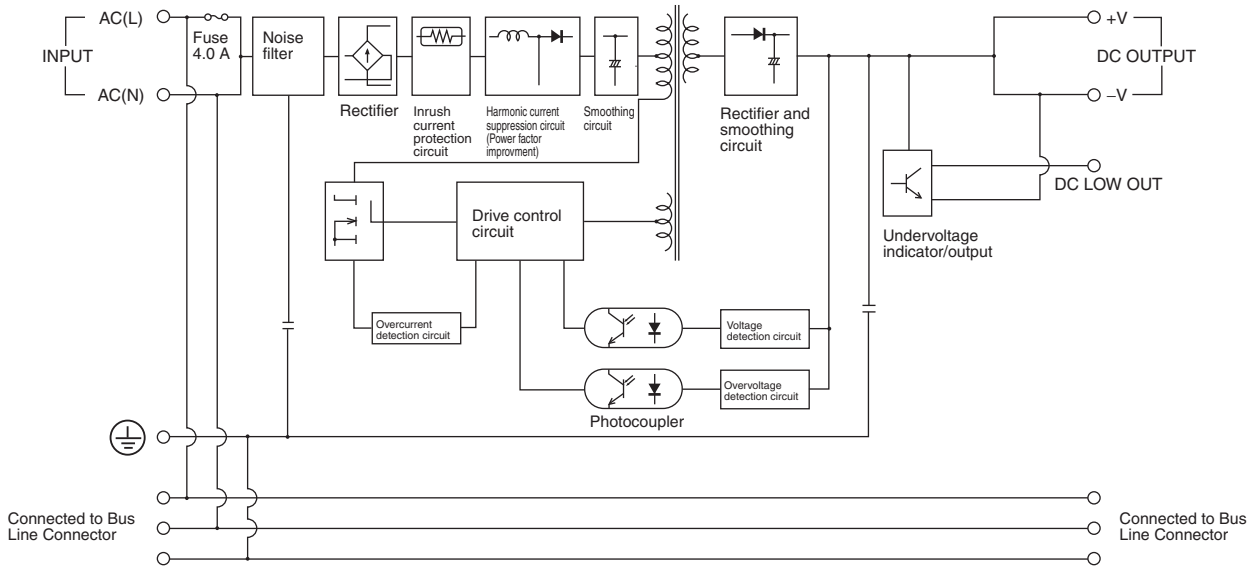 AC(L)
INPUT
AC(N)
Fuse
4.0 A
Noise
filter
Rectifier
Inrush
current
protection
circuit
Harmonic current
suppression circuit
(Power factor
improvment)
Smoothing
circuit
Rectifier and
smoothing
circuit
+V
DC OUTPUT
–V
DC LOW OUT
Undervoltage
indicator/output
Drive control
circuit
Overcurrent
detection circuit
Voltage
detection circuit
Overvoltage
detection circuit
Photocoupler
Connected to Bus
Line Connector
Connected to Bus
Line Connector